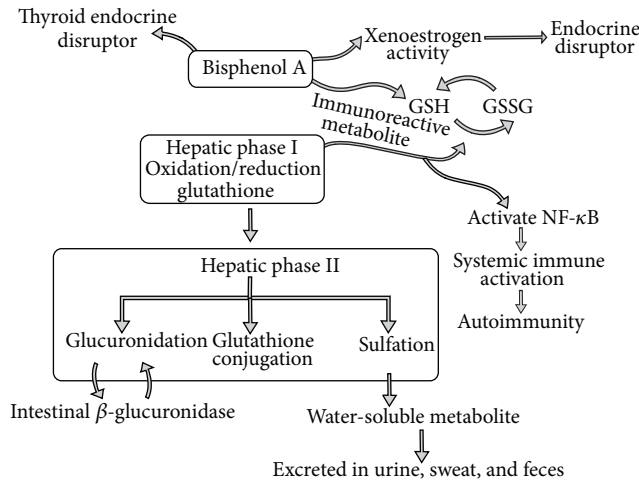 Thyroid endocrine
disruptor
Bisphenol A
Xenoestrogen
activity
Endocrine
disruptor
GSH
GSSG
Immunoreactive
metabolite
Hepatic phase I
Oxidation/reduction
glutathione
Activate NF-κB
Systemic immune
activation
Autoimmunity
Hepatic phase II
Glucuronidation
Glutathione
conjugation
Sulfation
Intestinal β-glucuronidase
Water-soluble metabolite
Excreted in urine, sweat, and feces